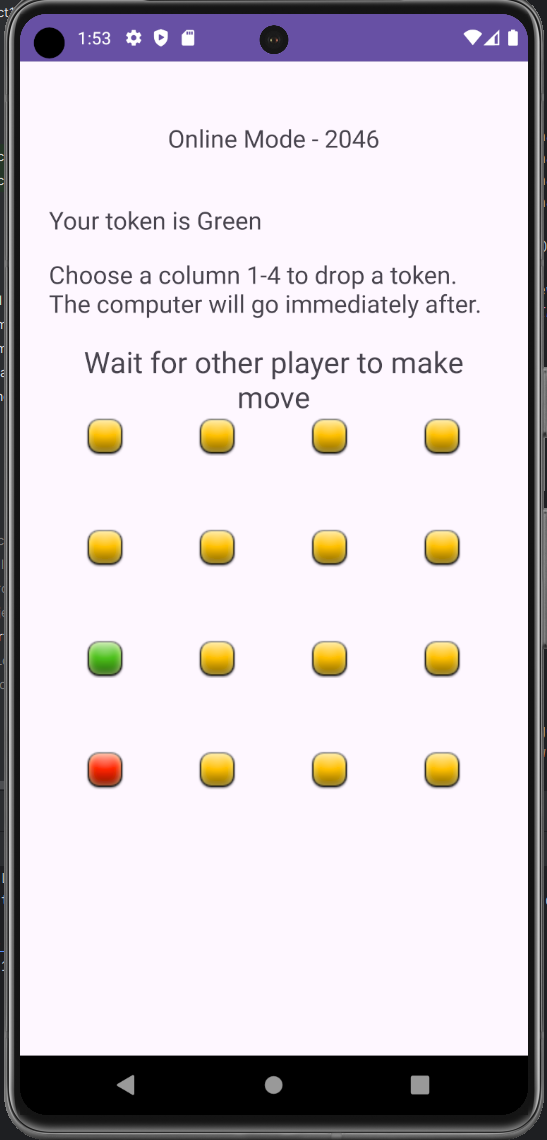 1:53
Online Mode - 2046
Your token is Green
Choose a column 1-4 to drop a token.
The computer will go immediately after.
Wait for other player to make
move